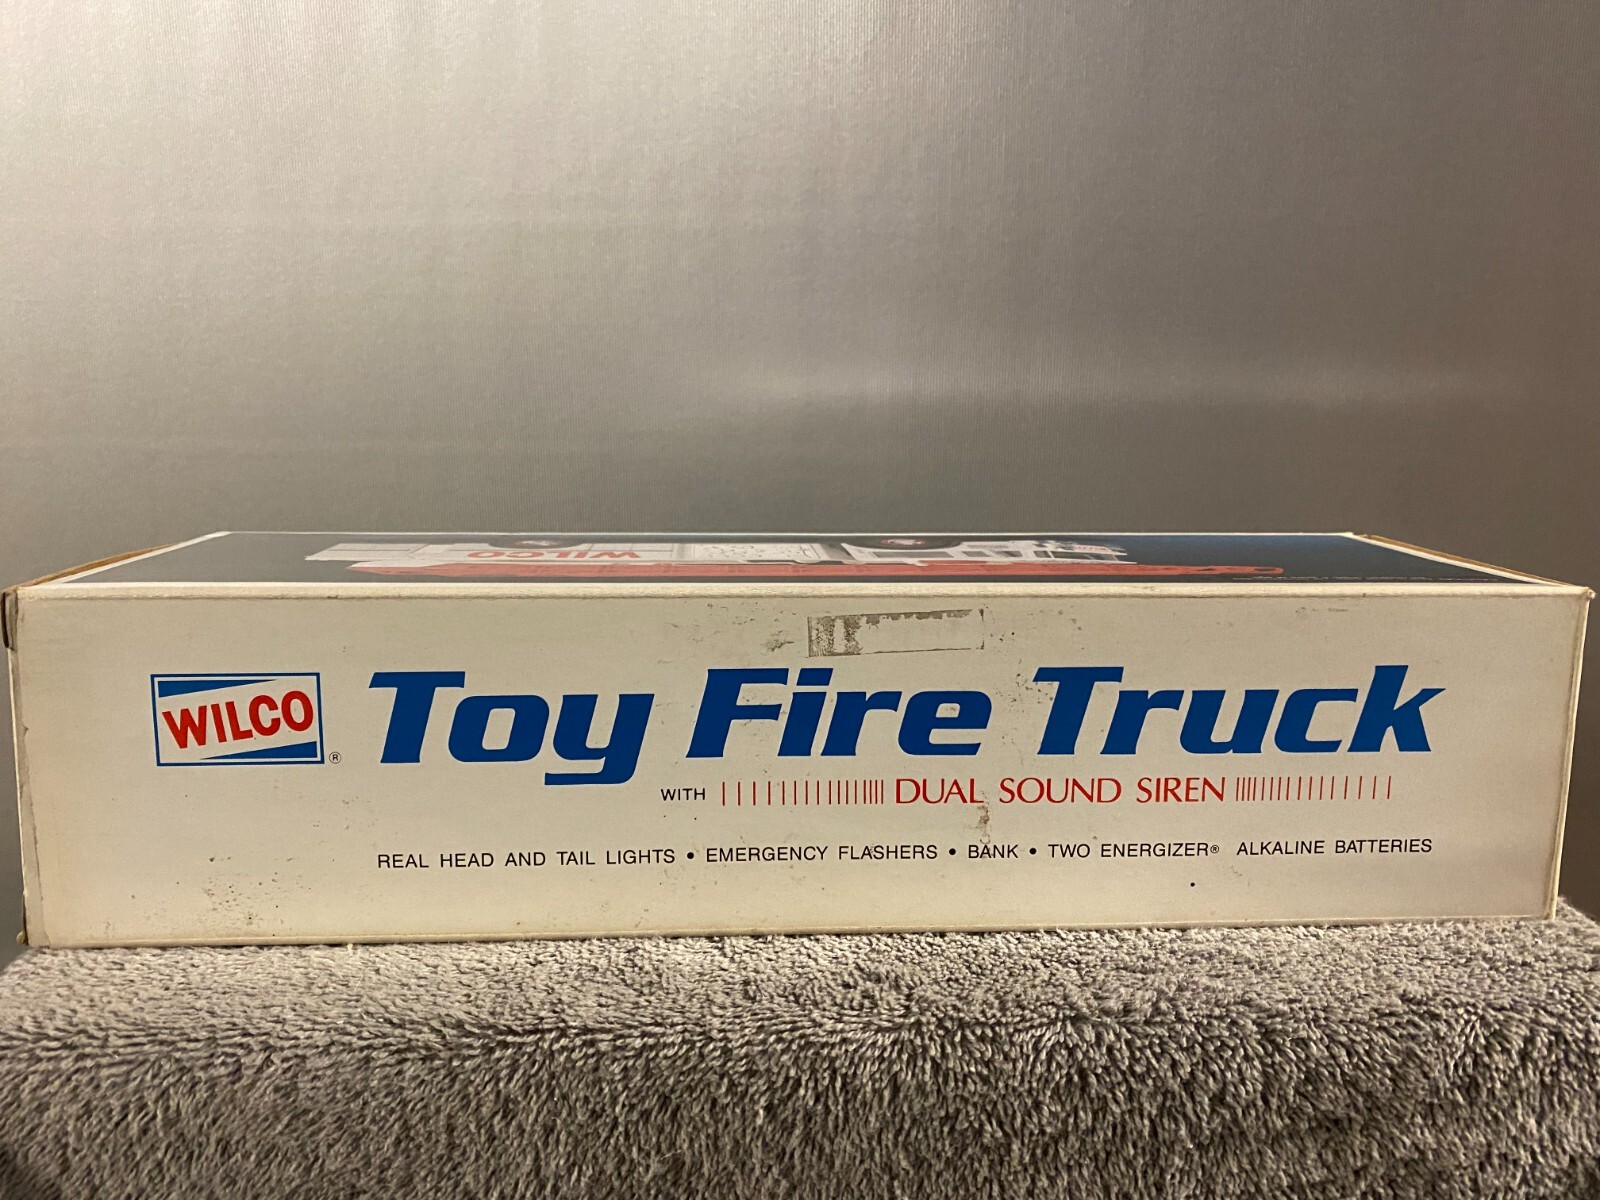 WILCO
WILCO ®
Toy Fire Truck
WITH DUAL SOUND SIREN
REAL HEAD AND TAIL LIGHTS • EMERGENCY FLASHERS • BANK • TWO ENERGIZER® ALKALINE BATTERIES